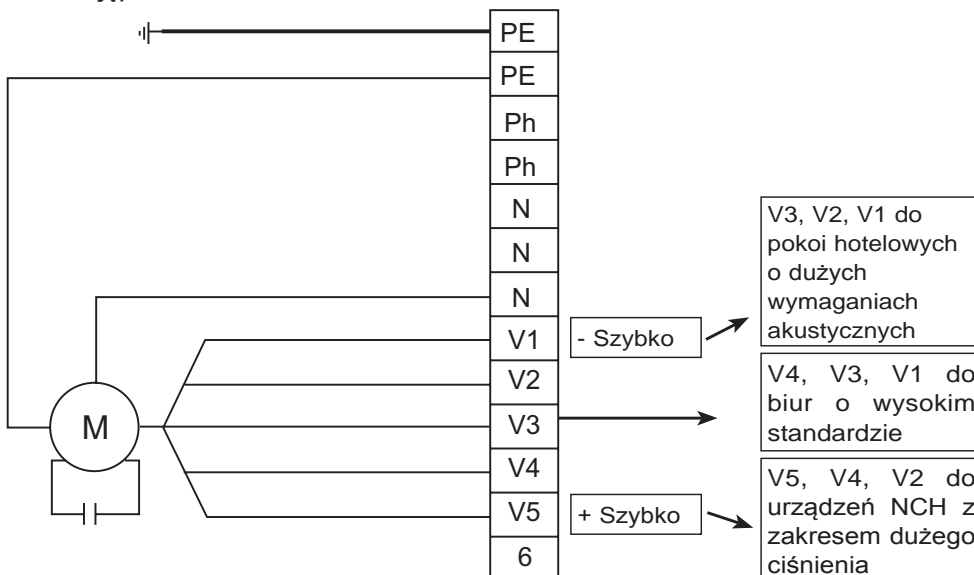 PE
PE
Ph
Ph
N
N
N
V1
V2
V3
V4
V5
6
M
- Szybko
+ Szybko
V3, V2, V1 do
pokoi hotelowych
o dużych
wymaganiach
akustycznych
V4, V3, V1 do
biur o wysokim
standardzie
V5, V4, V2 do
urządzeń NCH z
zakresem dużego
ciśnienia